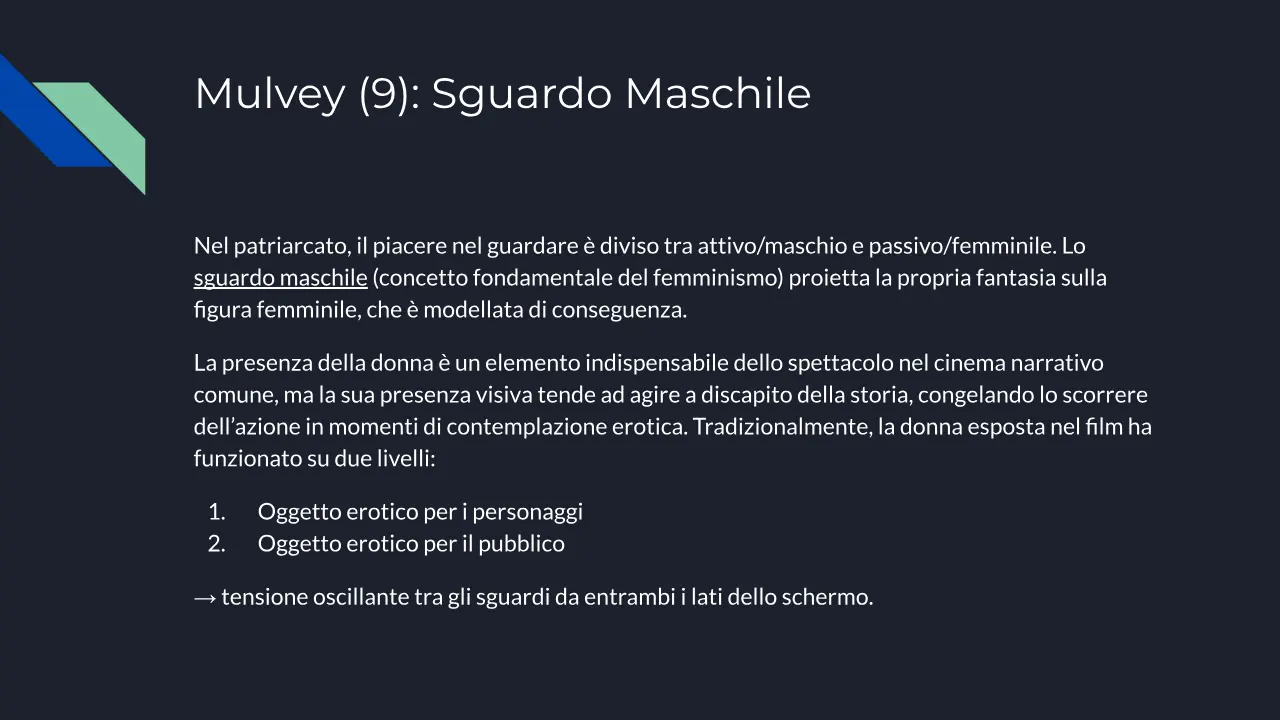 Mulvey (9): Sguardo Maschile
Nel patriarcato, il piacere nel guardare è diviso tra attivo/maschio e passivo/femminile. Lo
sguardo maschile (concetto fondamentale del femminismo) proietta la propria fantasia sulla
figura femminile, che è modellata di conseguenza.
La presenza della donna è un elemento indispensabile dello spettacolo nel cinema narrativo
comune, ma la sua presenza visiva tende ad agire a discapito della storia, congelando lo scorrere
dell’azione in momenti di contemplazione erotica. Tradizionalmente, la donna esposta nel film ha
funzionato su due livelli:
1. Oggetto erotico per i personaggi
2. Oggetto erotico per il pubblico
→ tensione oscillante tra gli sguardi da entrambi i lati dello schermo.